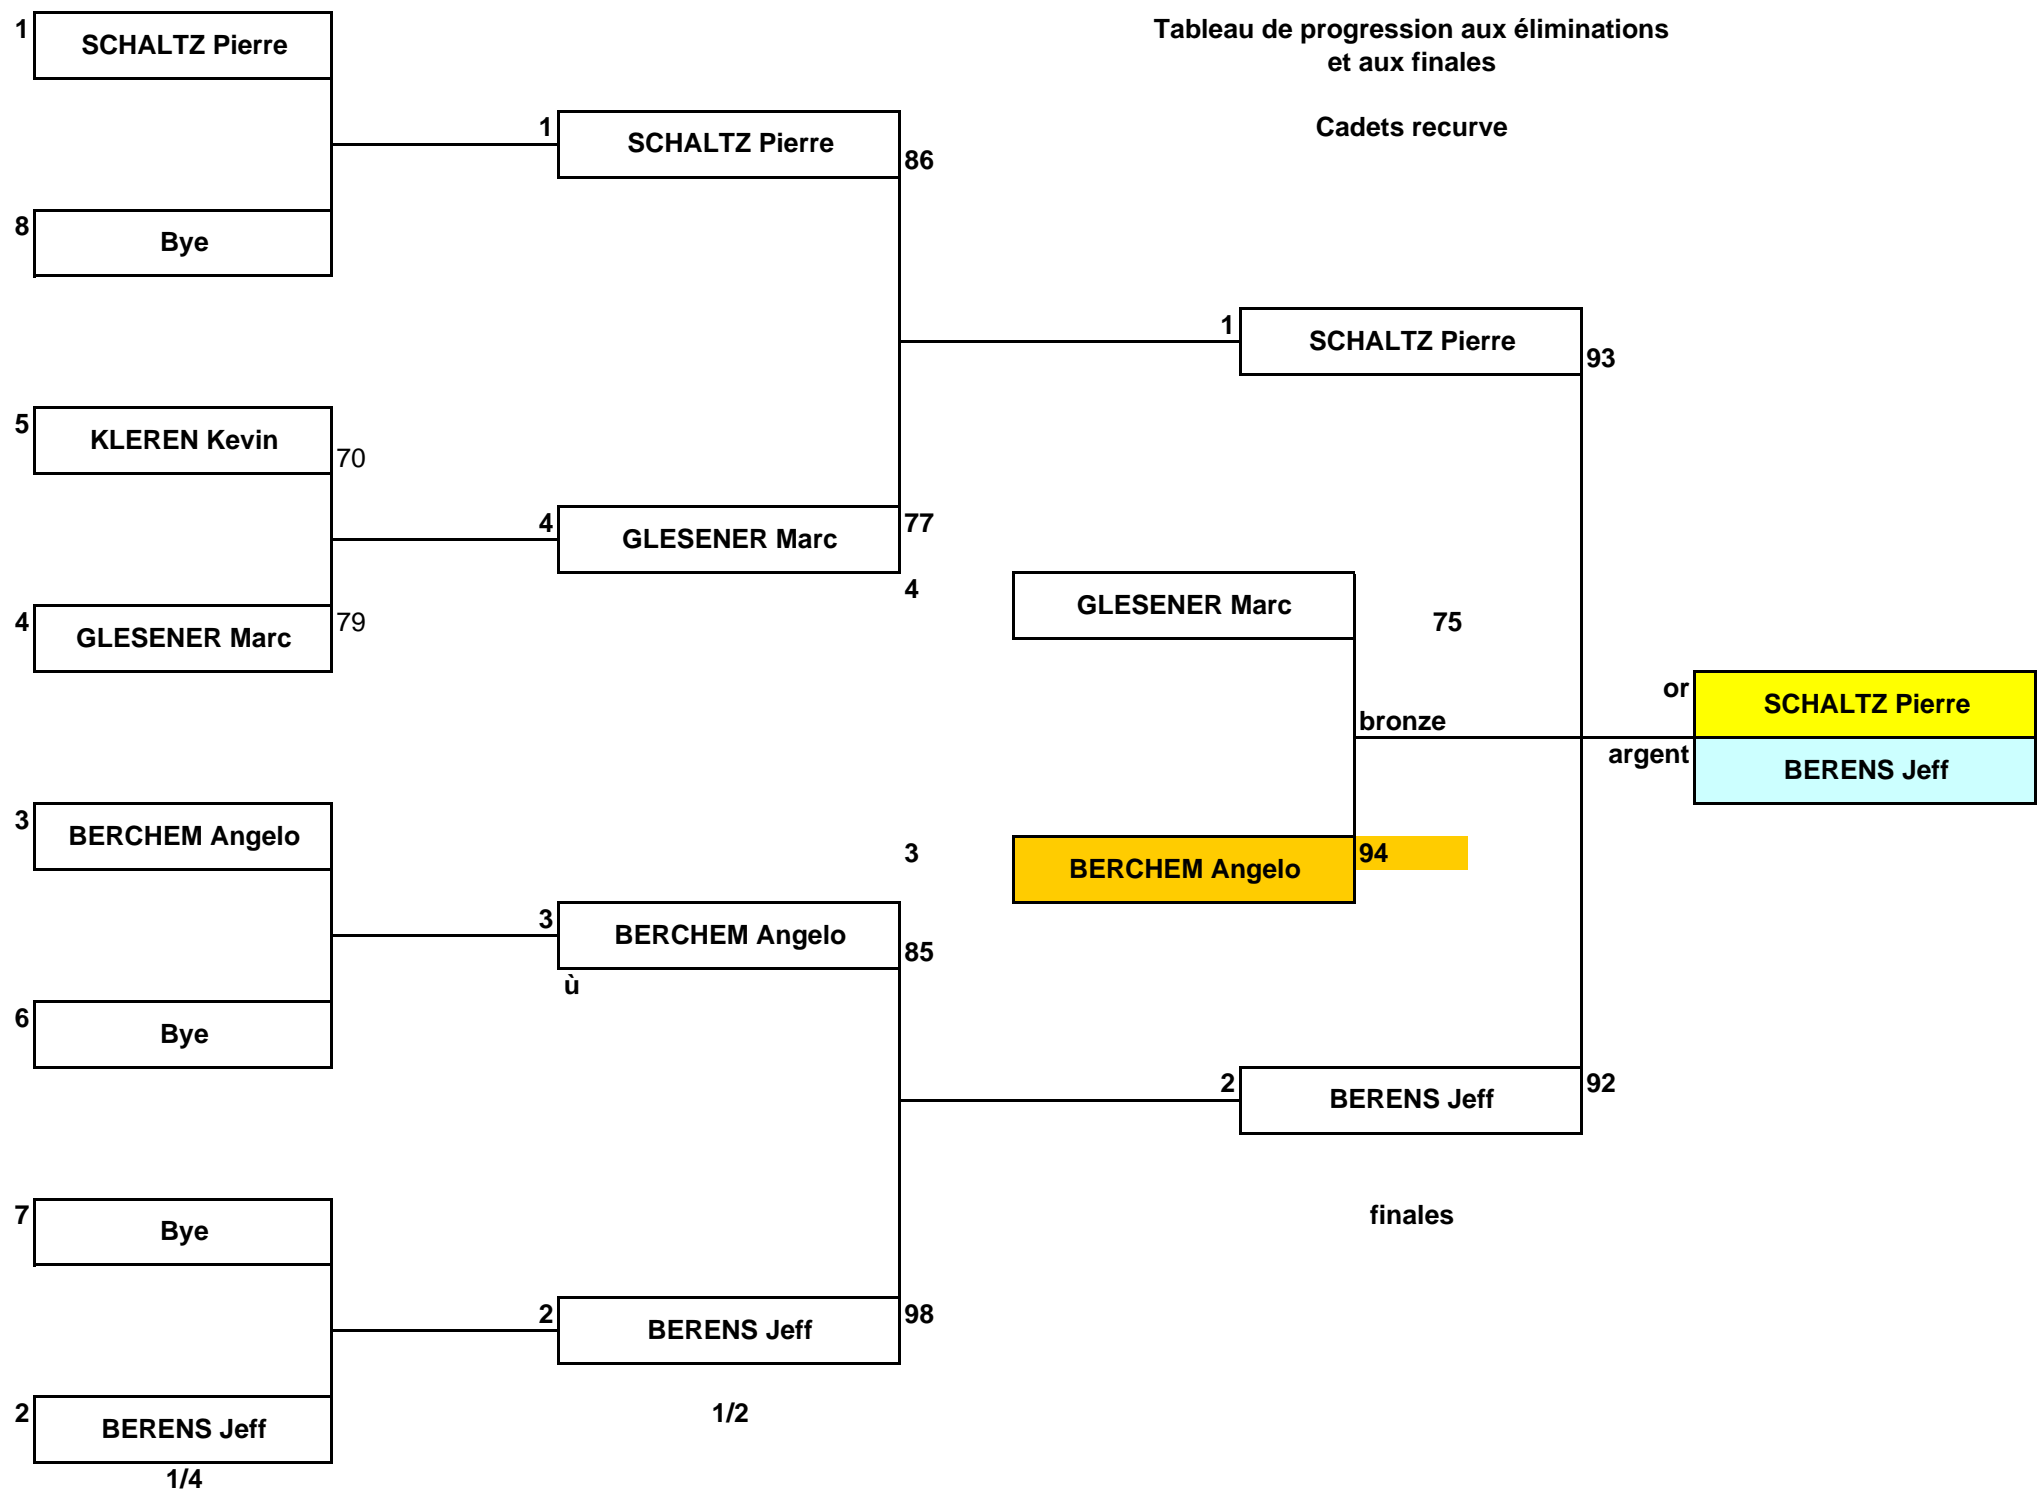 Tableau de progression aux éliminations
et aux finales
Cadets recurve
1
SCHALTZ Pierre
8
Bye
5
KLEREN Kevin
70
4
GLESENER Marc
79
3
BERCHEM Angelo
6
Bye
7
Bye
2
BERENS Jeff
1/4
1
SCHALTZ Pierre
86
4
GLESENER Marc
77
3
BERCHEM Angelo
85
ù
2
BERENS Jeff
98
1/2
4
GLESENER Marc
75
bronze
3
BERCHEM Angelo
94
1
SCHALTZ Pierre
93
2
BERENS Jeff
92
finales
or
SCHALTZ Pierre
argent
BERENS Jeff